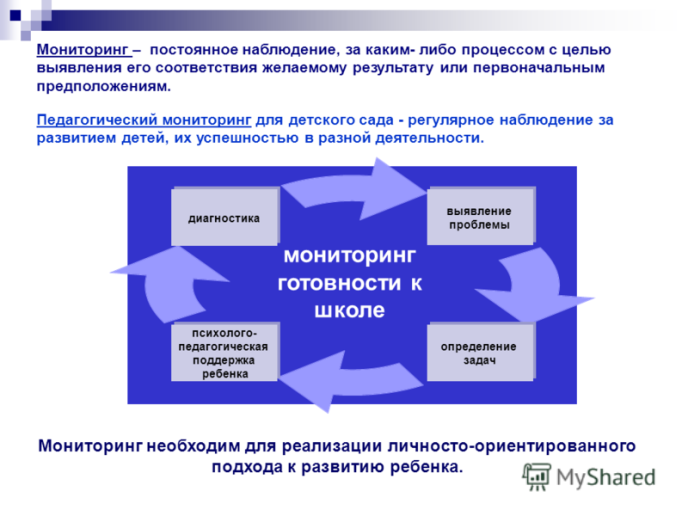 Мониторинг – постоянное наблюдение, за каким- либо процессом с целью
выявления его соответствия желаемому результату или первоначальным
предположениям.
Педагогический мониторинг для детского сада - регулярное наблюдение за
развитием детей, их успешностью в разной деятельности.
диагностика
выявление
проблемы
мониторинг
готовности к
школе
психолого-
педагогическая
поддержка
ребенка
определение
задач
Мониторинг необходим для реализации личносто-ориентированного
подхода к развитию ребенка.
MyShared